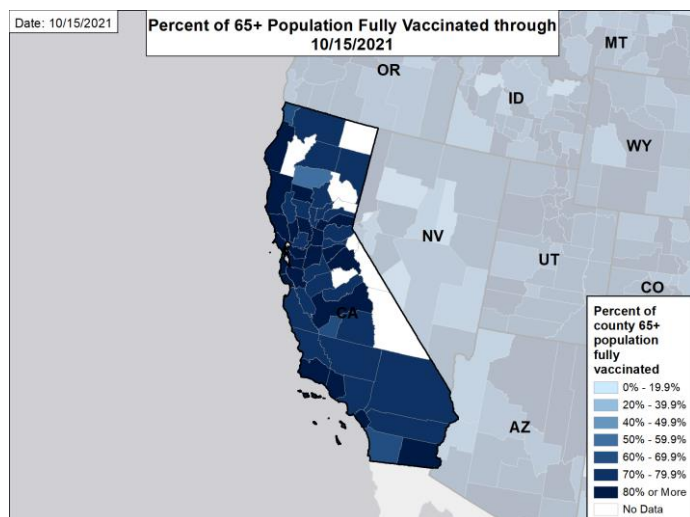 Date: 10/15/2021
Percent of 65+ Population Fully Vaccinated through
10/15/2021
MT
OR
ID
WY
NV
UT
CO
CA
AZ
Percent of
county 65+
population
fully
vaccinated
0% - 19.9%
20% - 39.9%
40% - 49.9%
50% - 59.9%
60% - 69.9%
70% - 79.9%
80% or More
No Data